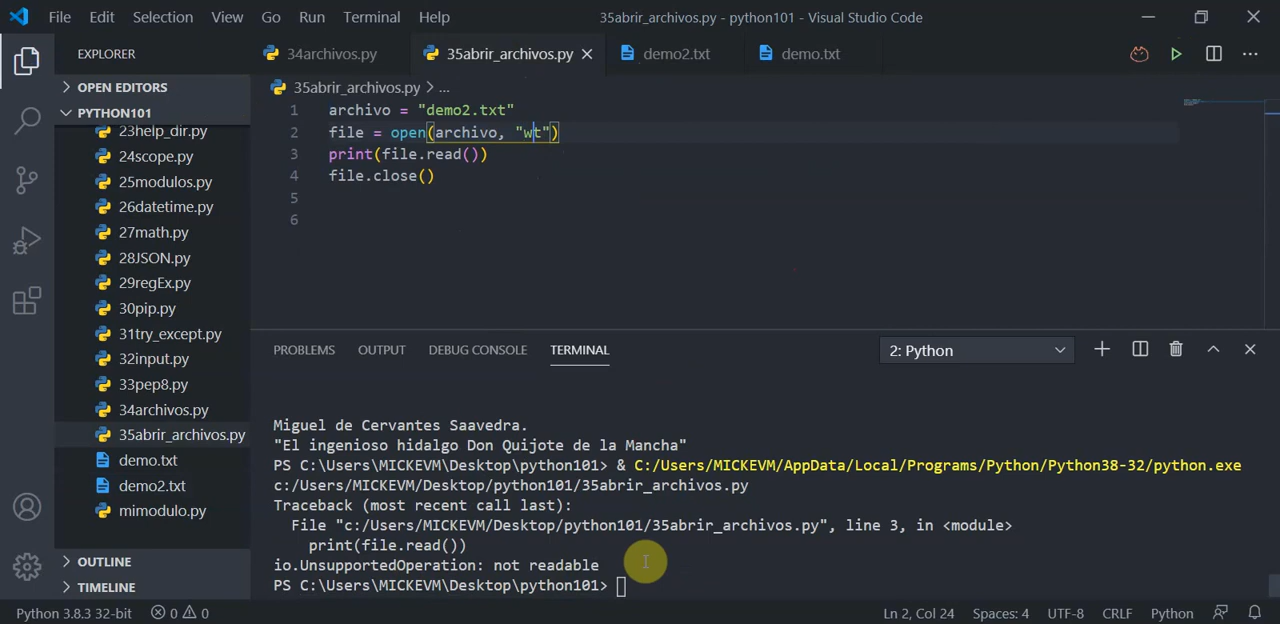 File Edit Selection View Go Run Terminal Help 35abrir_archivos.py - python101 - Visual Studio Code
EXPLORER
34archivos.py 35abrir_archivos.py demo2.txt demo.txt
OPEN EDITORS
PYTHON101
23help_dir.py
24scope.py
25modulos.py
26datetime.py
27math.py
28JSON.py
29regEx.py
30pip.py
31try_except.py
32input.py
33pep8.py
34archivos.py
35abrir_archivos.py
demo.txt
demo2.txt
mimodulo.py
OUTLINE
TIMELINE
35abrir_archivos.py > ...
1 archivo = "demo2.txt"
2 file = open(archivo, "wt")
3 print(file.read())
4 file.close()
5
6
PROBLEMS OUTPUT DEBUG CONSOLE TERMINAL 2: Python
Miguel de Cervantes Saavedra.
"El ingenioso hidalgo Don Quijote de la Mancha"
PS C:\Users\MICKEVM\Desktop\python101> & C:/Users/MICKEVM/AppData/Local/Programs/Python/Python38-32/python.exe
c:/Users/MICKEVM/Desktop/python101/35abrir_archivos.py
Traceback (most recent call last):
File "c:/Users/MICKEVM/Desktop/python101/35abrir_archivos.py", line 3, in <module>
print(file.read())
io.UnsupportedOperation: not readable
PS C:\Users\MICKEVM\Desktop\python101>
Python 3.8.3 32-bit 0 0 Ln 2, Col 24 Spaces: 4 UTF-8 CRLF Python